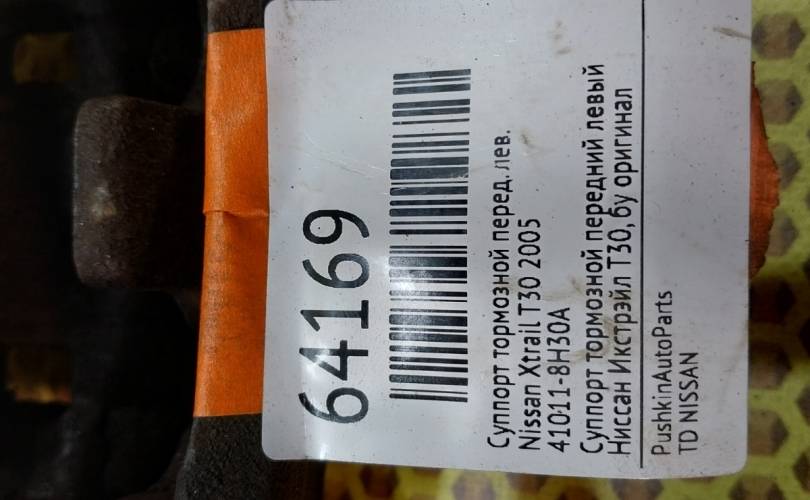 64169
Суппорт тормозной перед. лев.
Nissan Xtrail T30 2005
41011-8H30A
Суппорт тормозной передний левый
Ниссан Икстрэйл Т30, бу оригинал
PushkinAutoParts
TD NISSAN